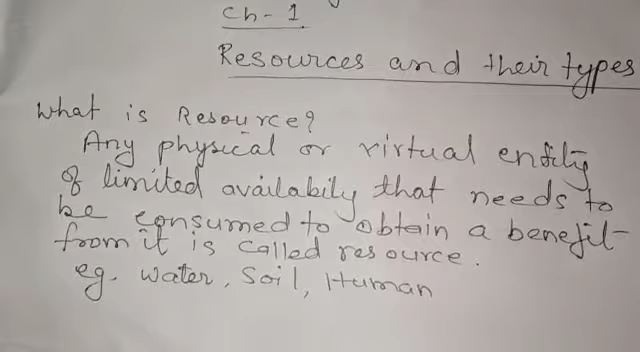 Ch- 1
Resources and their types
What is Resource?
Any physical or virtual entity
of limited availabily that needs to
be consumed to obtain a benefit
from it is called resource.
eg. Water, Soil, Human